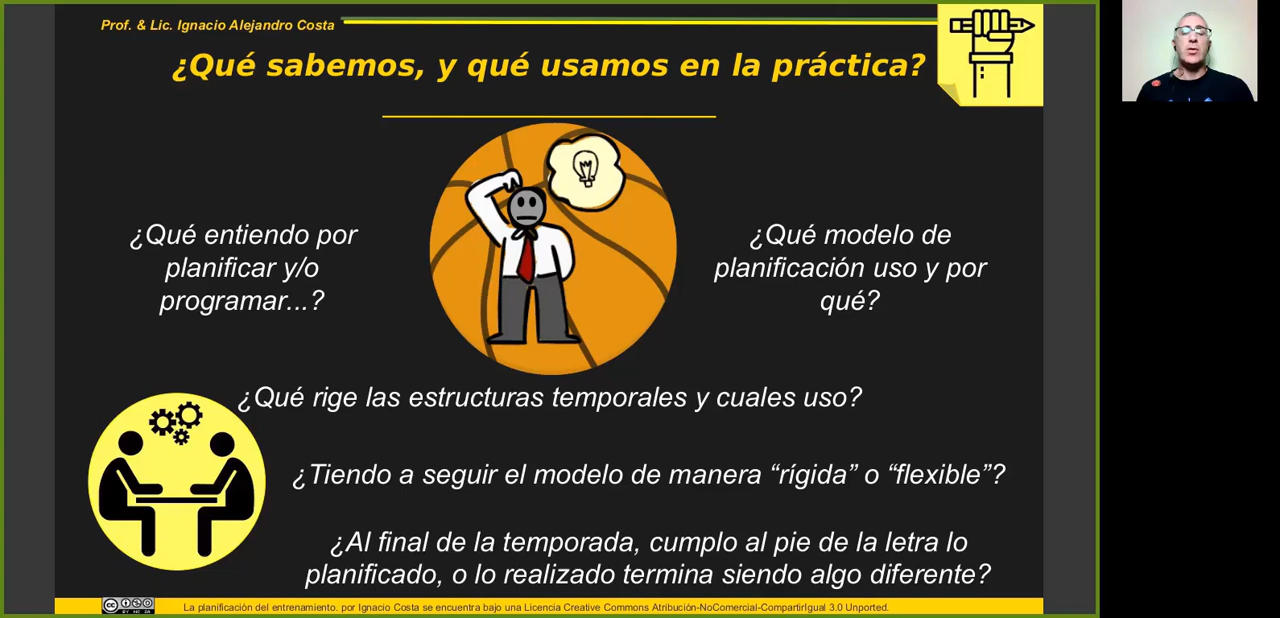 Prof. & Lic. Ignacio Alejandro Costa
¿Qué sabemos, y qué usamos en la práctica?
¿Qué entiendo por
planificar y/o
programar...?
¿Qué modelo de
planificación uso y por
qué?
¿Qué rige las estructuras temporales y cuales uso?
¿Tiendo a seguir el modelo de manera “rígida” o “flexible”?
¿Al final de la temporada, cumplo al pie de la letra lo
planificado, o lo realizado termina siendo algo diferente?
cc
BY NC SA
La planificación del entrenamiento. por Ignacio Costa se encuentra bajo una Licencia Creative Commons Atribución-NoComercial-CompartirIgual 3.0 Unported.